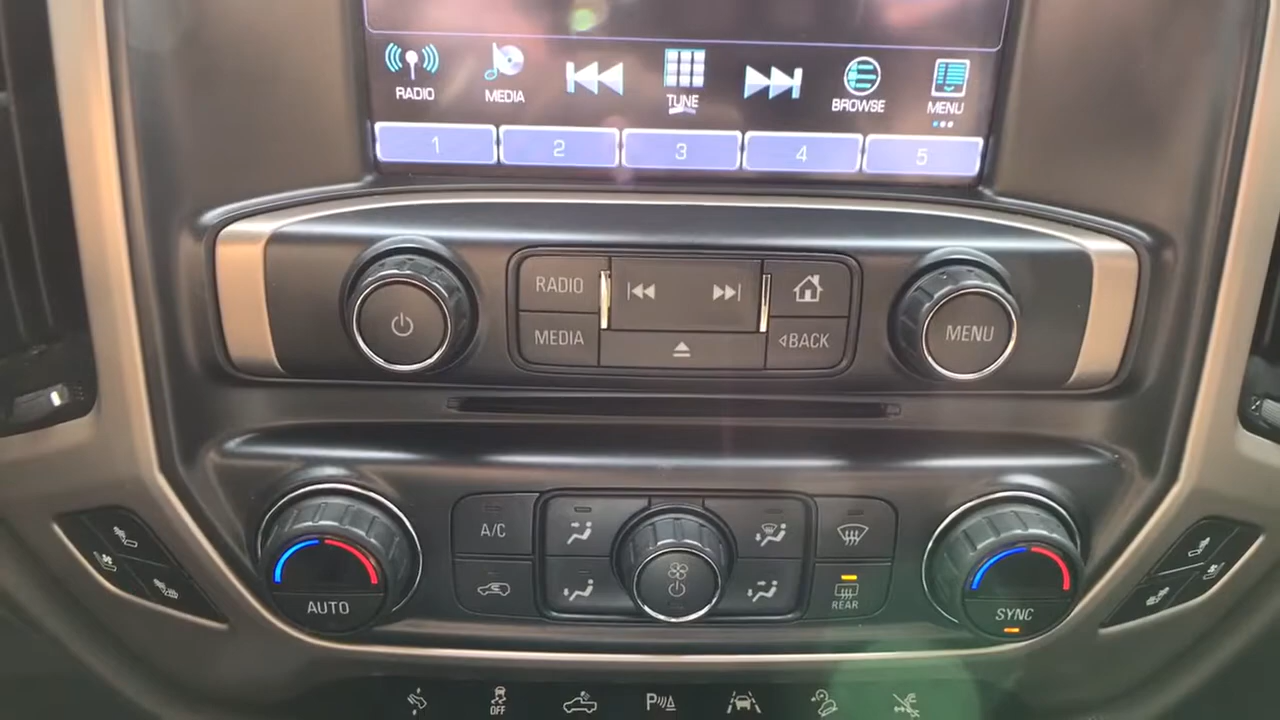 RADIO
MEDIA
TUNE
BROWSE
MENU
1
2
3
4
5
RADIO
MEDIA
BACK
MENU
A/C
AUTO
REAR
SYNC
OFF
P